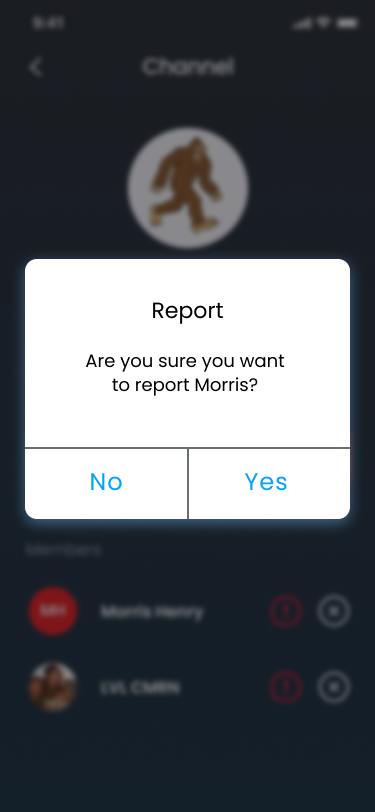 9:41
Channel
Report
Are you sure you want
to report Morris?
No
Yes
Members
MH
Morris Henry
LVL CMRN